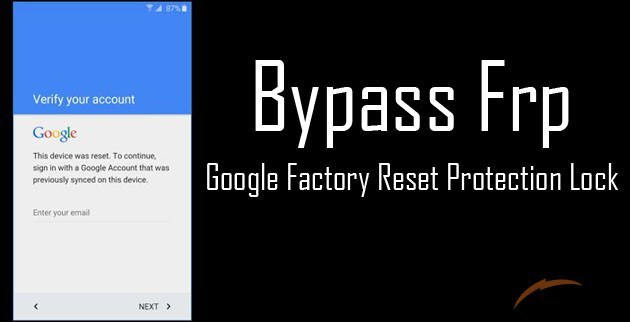 87%
Verify your account
Google
This device was reset. To continue,
sign in with a Google Account that was
previously synced on this device.
Enter your email
NEXT
Bypass Frp
Google Factory Reset Protection Lock